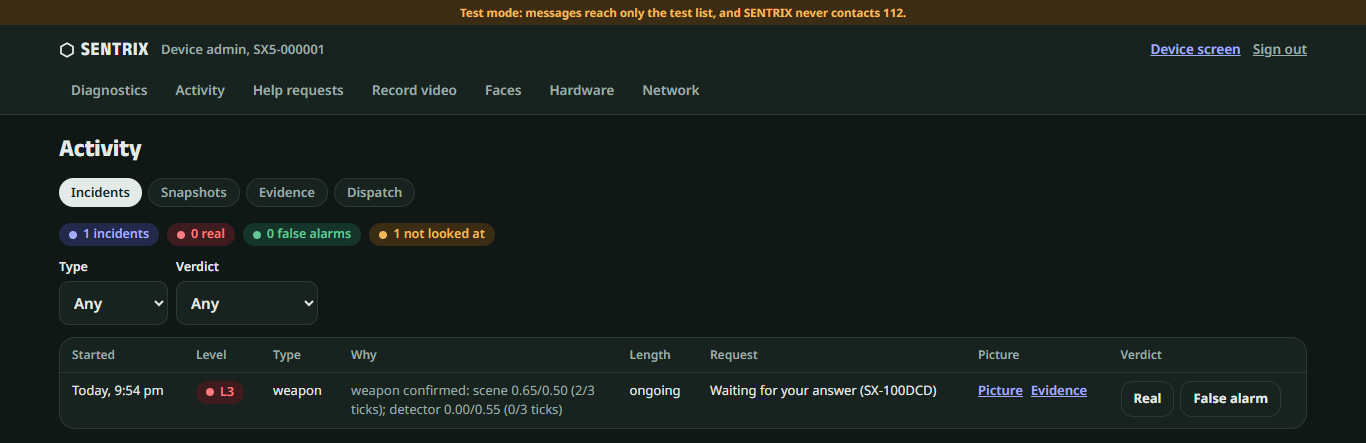 Test mode: messages reach only the test list, and SENTRIX never contacts 112.
SENTRIX Device admin, SX5-000001 Device screen Sign out
Diagnostics Activity Help requests Record video Faces Hardware Network
Activity
Incidents Snapshots Evidence Dispatch
1 incidents 0 real 0 false alarms 1 not looked at
Type Verdict
Any Any
Started Level Type Why Length Request Picture Verdict
Today, 9:54 pm L3 weapon weapon confirmed: scene 0.65/0.50 (2/3 ongoing Waiting for your answer (SX-100DCD) Picture Evidence Real False alarm
ticks); detector 0.00/0.55 (0/3 ticks)